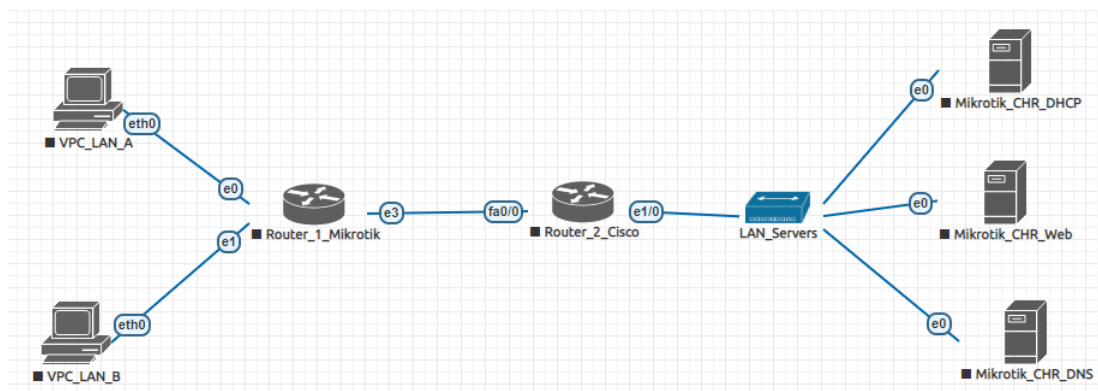 e0
■ Mikrotik_CHR_DHCP
eth0
■ VPC_LAN_A
e0
e0
■ Mikrotik_CHR_Web
e3
fa0/0
e1/0
■ Router_1_Mikrotik
■ Router_2_Cisco
LAN_Servers
e1
eth0
e0
■ VPC_LAN_B
■ Mikrotik_CHR_DNS